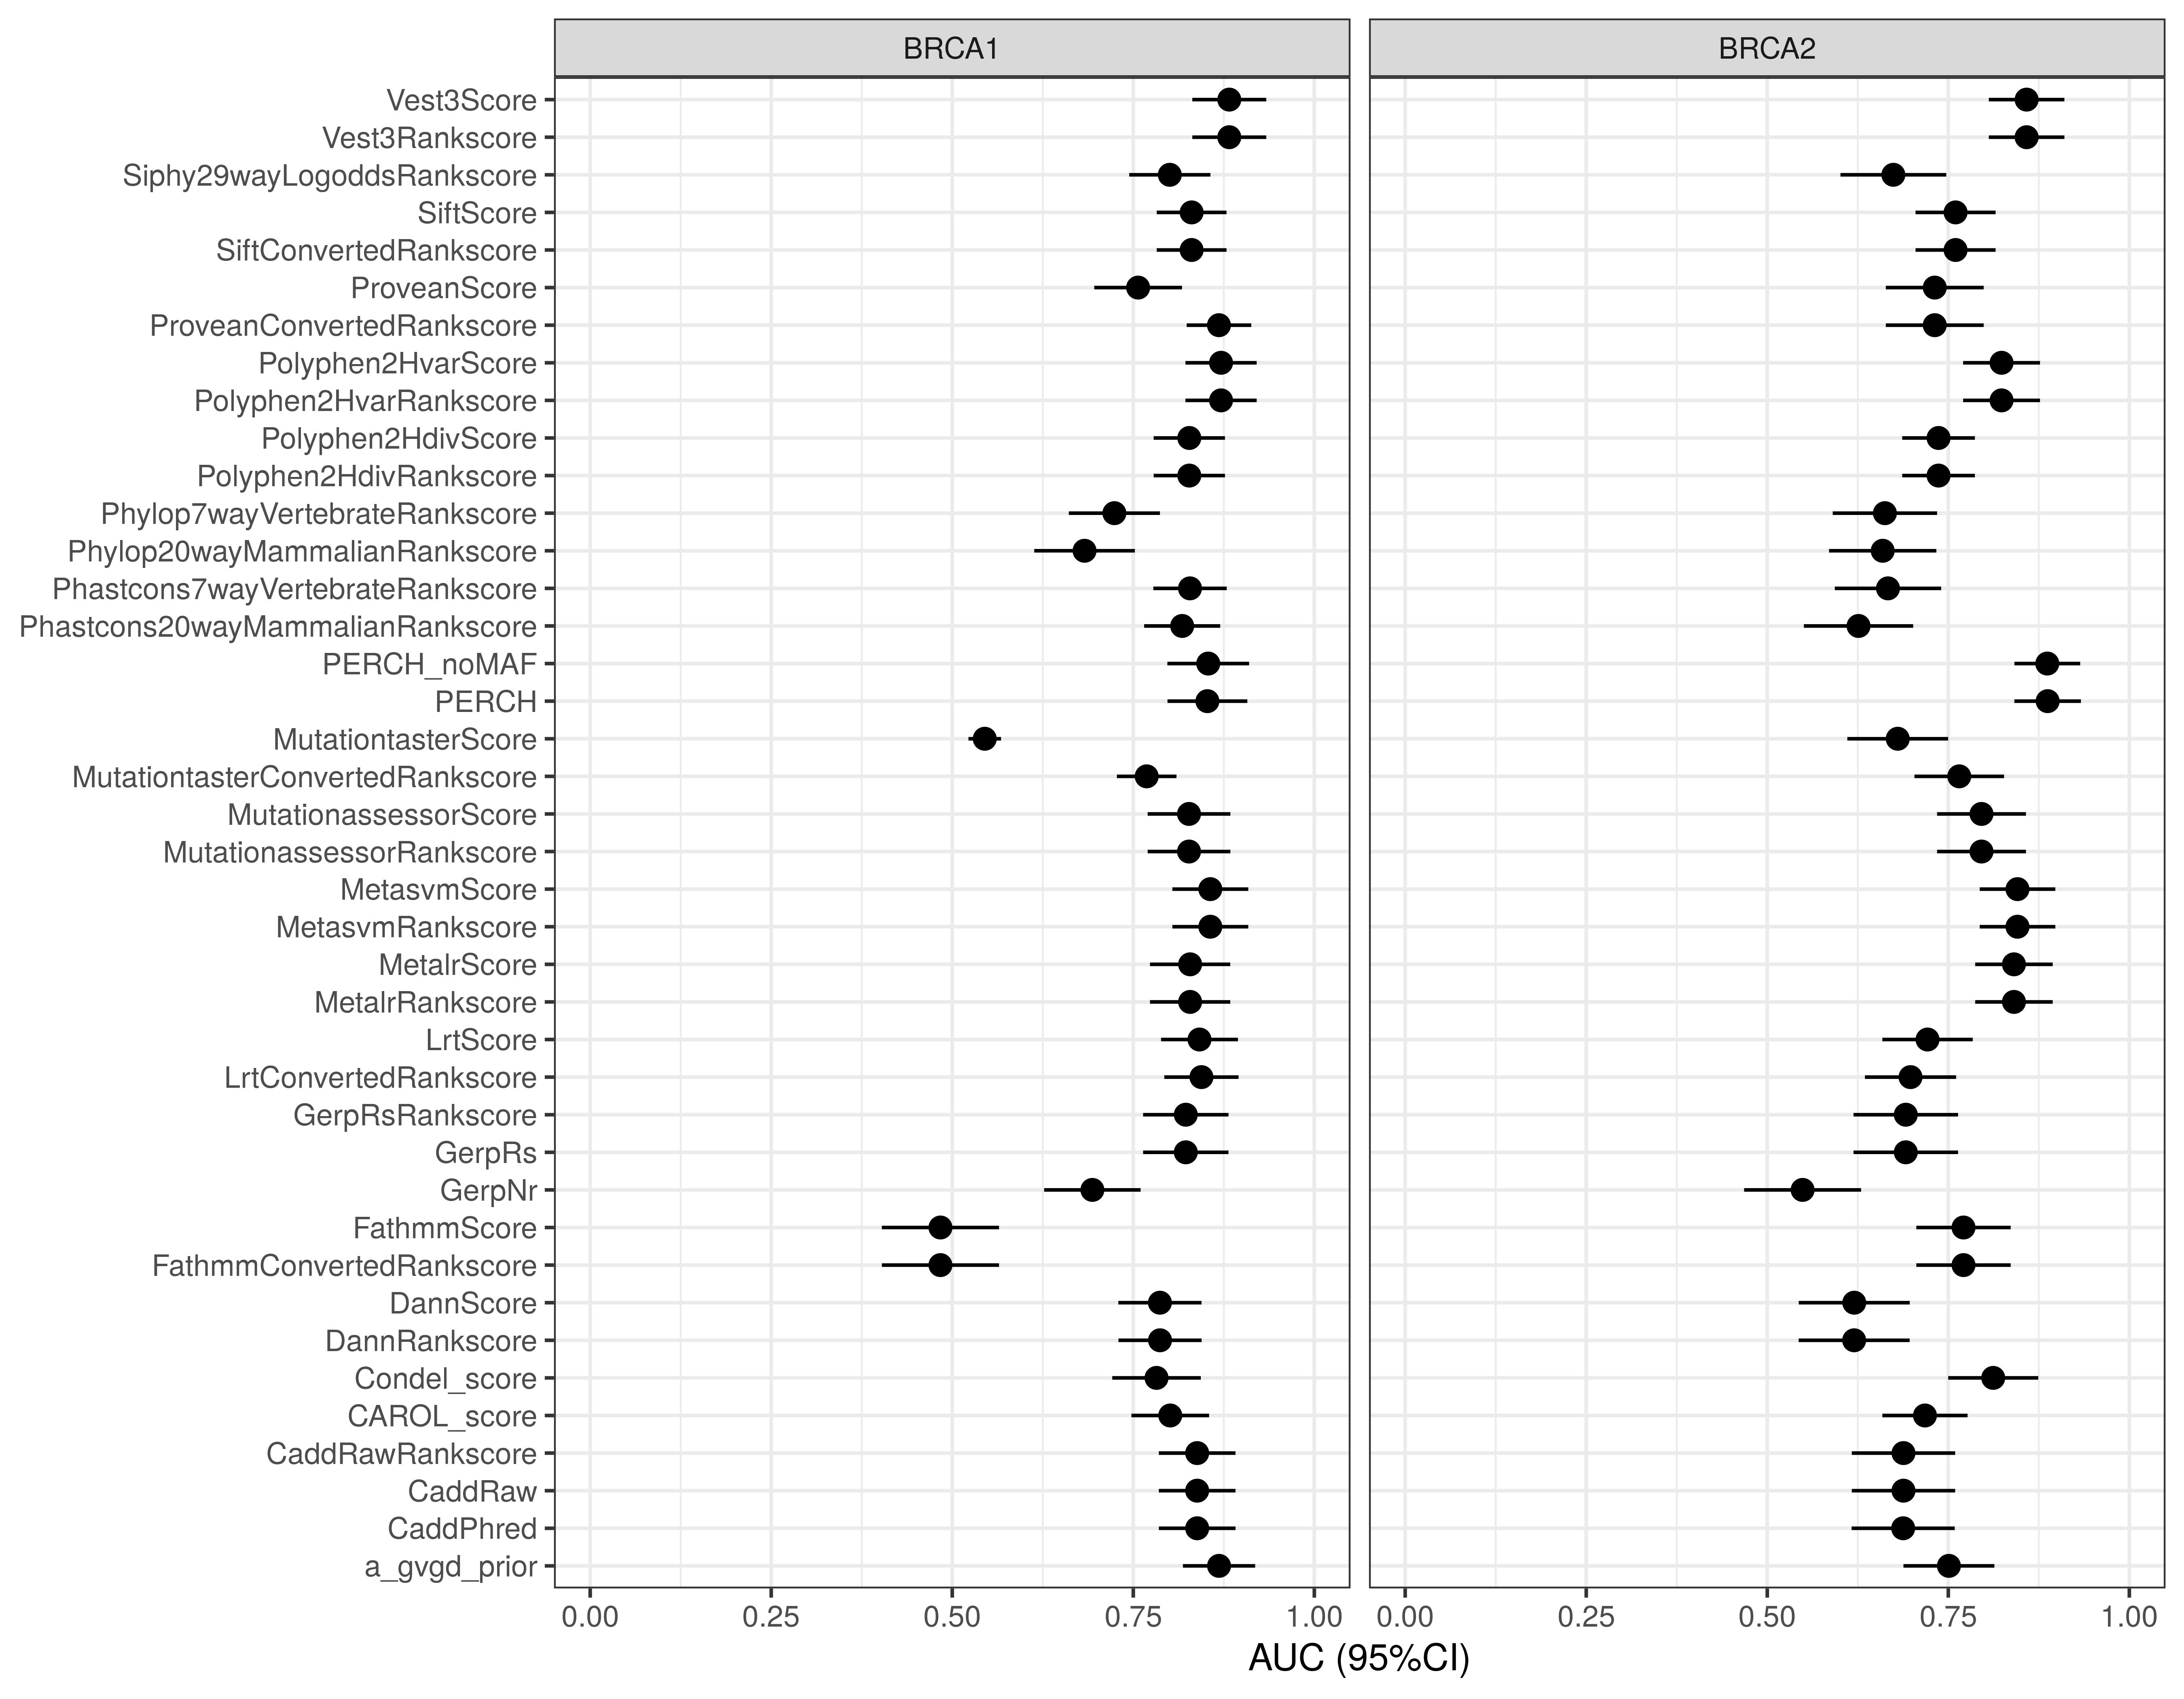 BRCA1
BRCA2
Vest3Score
Vest3Rankscore
Siphy29wayLogoddsRankscore
SiftScore
SiftConvertedRankscore
ProveanScore
ProveanConvertedRankscore
Polyphen2HvarScore
Polyphen2HvarRankscore
Polyphen2HdivScore
Polyphen2HdivRankscore
Phylop7wayVertebrateRankscore
Phylop20wayMammalianRankscore
Phastcons7wayVertebrateRankscore
Phastcons20wayMammalianRankscore
PERCH_noMAF
PERCH
MutationtasterScore
MutationtasterConvertedRankscore
MutationassessorScore
MutationassessorRankscore
MetasvmScore
MetasvmRankscore
MetalrScore
MetalrRankscore
LrtScore
LrtConvertedRankscore
GerpRsRankscore
GerpRs
GerpNr
FathmmScore
FathmmConvertedRankscore
DannScore
DannRankscore
Condel_score
CAROL_score
CaddRawRankscore
CaddRaw
CaddPhred
a_gvgd_prior
0.00 0.25 0.50 0.75 1.00 0.00 0.25 0.50 0.75 1.00
AUC (95%CI)